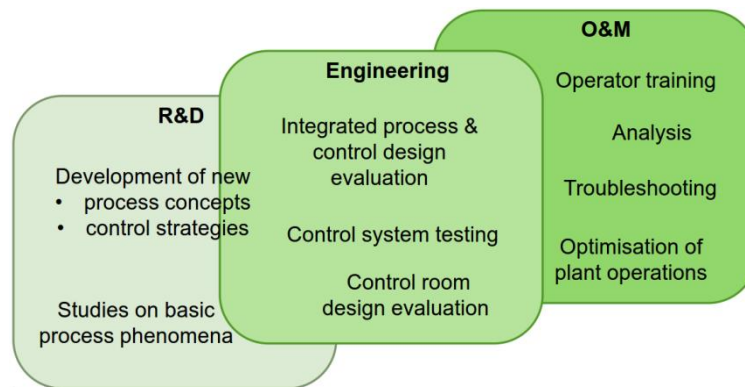 R&D
Development of new
• process concepts
• control strategies
Studies on basic
process phenomena
Engineering
Integrated process &
control design
evaluation
Control system testing
Control room
design evaluation
O&M
Operator training
Analysis
Troubleshooting
Optimisation of
plant operations